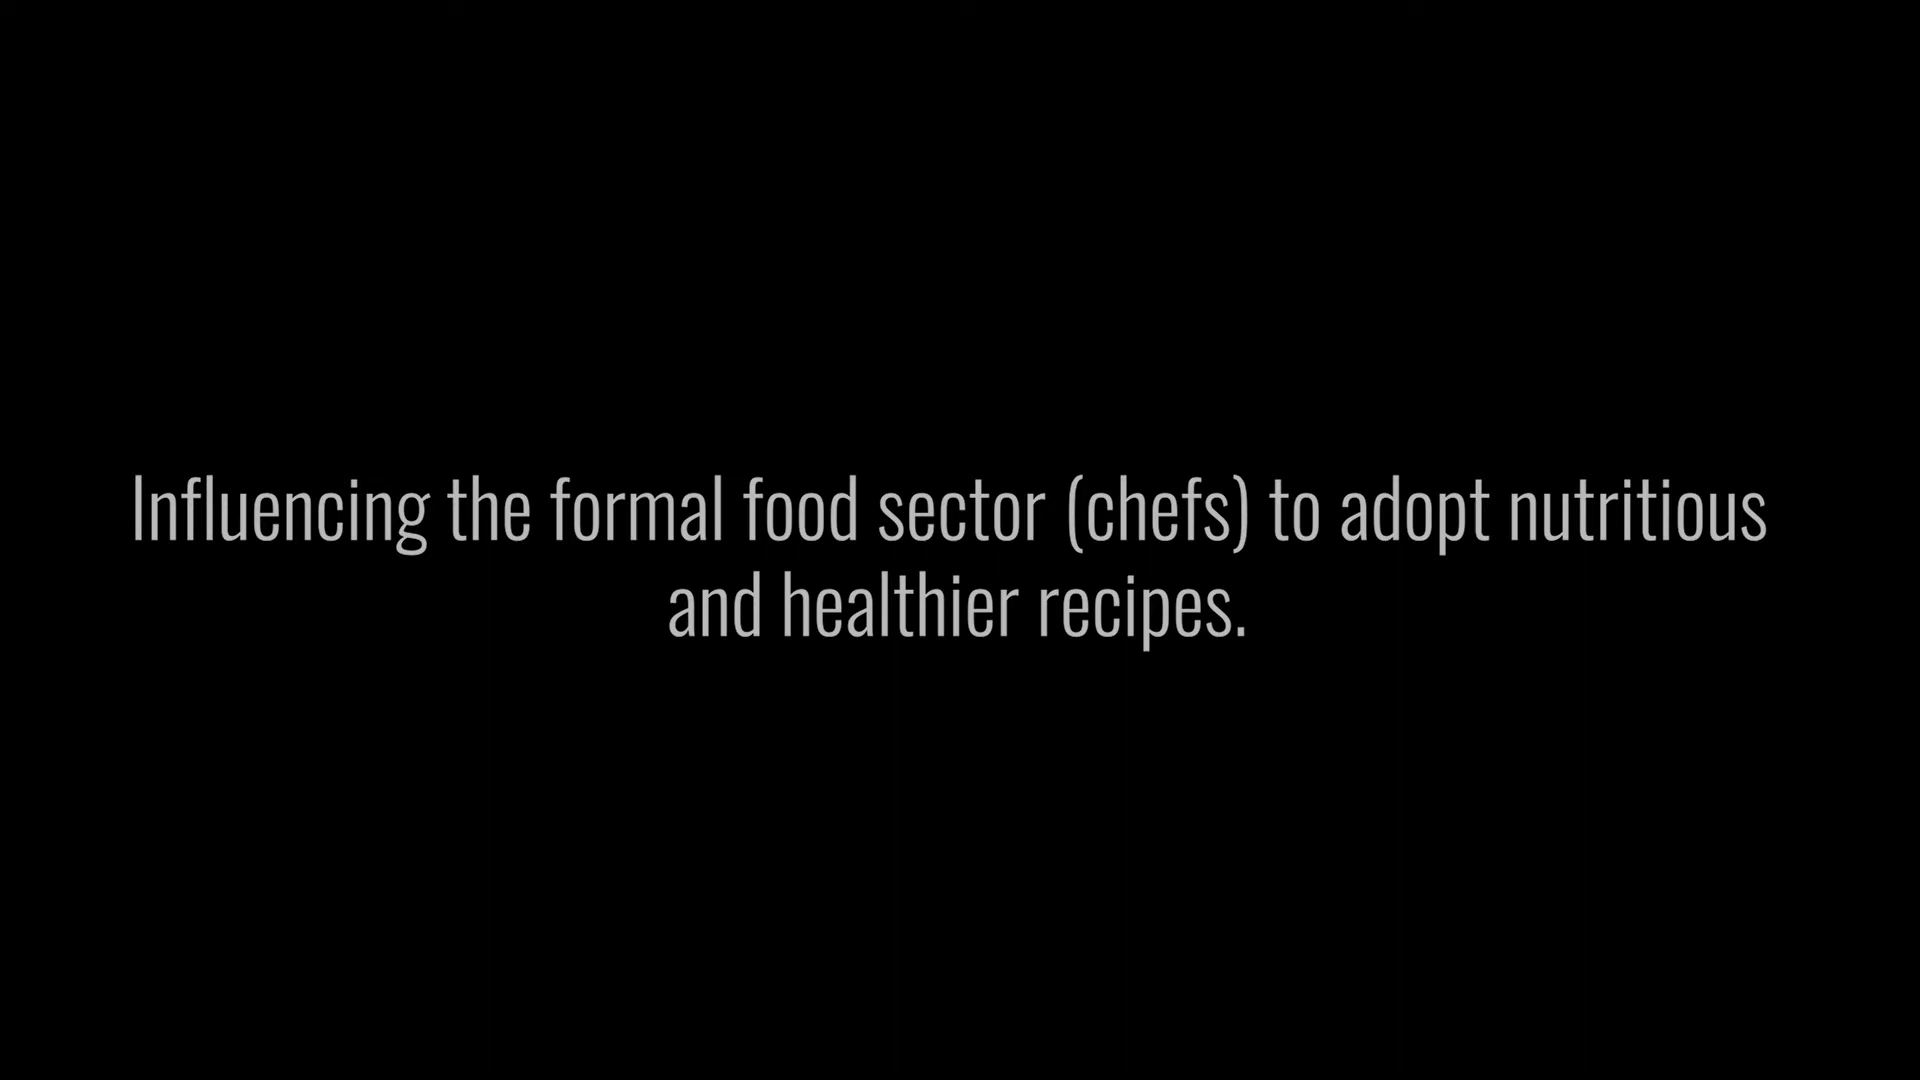 Influencing the formal food sector (chefs) to adopt nutritious
and healthier recipes.